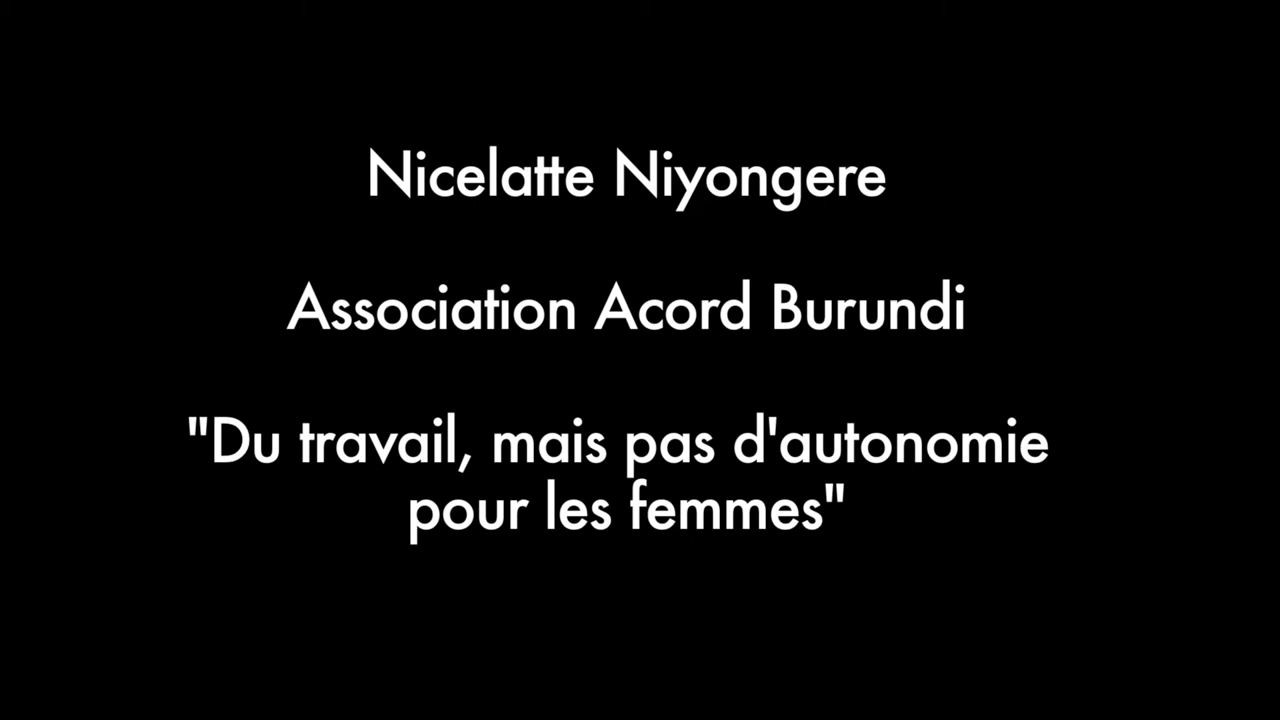 Nicelatte Niyongere
Association Acord Burundi
"Du travail, mais pas d'autonomie
pour les femmes"